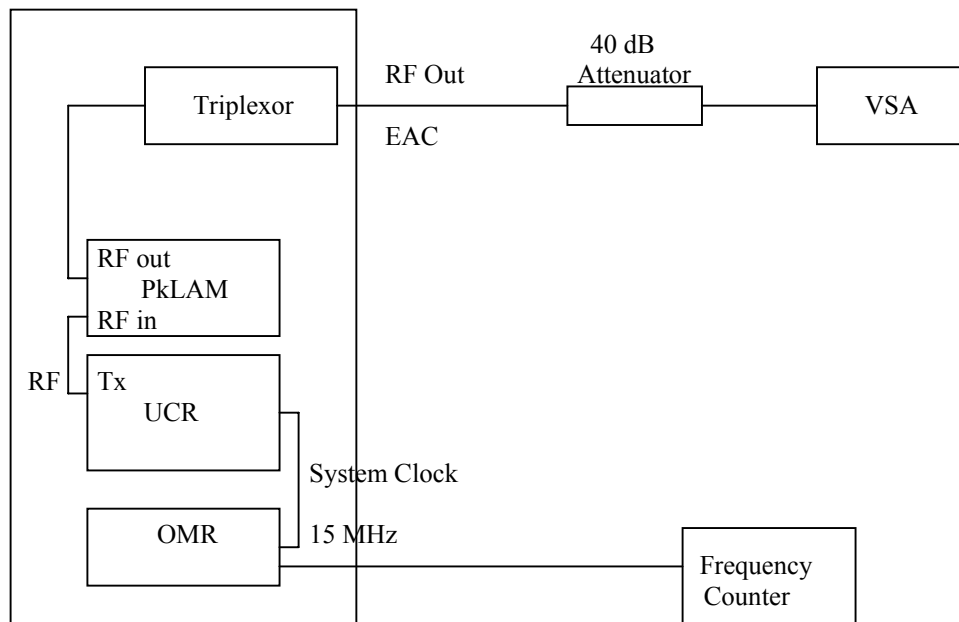 40 dB
Attenuator
RF Out
Triplexor
VSA
EAC
RF out
PkLAM
RF in
RF
Tx
UCR
System Clock
OMR
15 MHz
Frequency
Counter